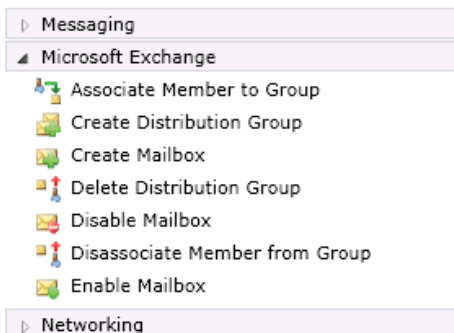 Messaging
Microsoft Exchange
Associate Member to Group
Create Distribution Group
Create Mailbox
Delete Distribution Group
Disable Mailbox
Disassociate Member from Group
Enable Mailbox
Networking